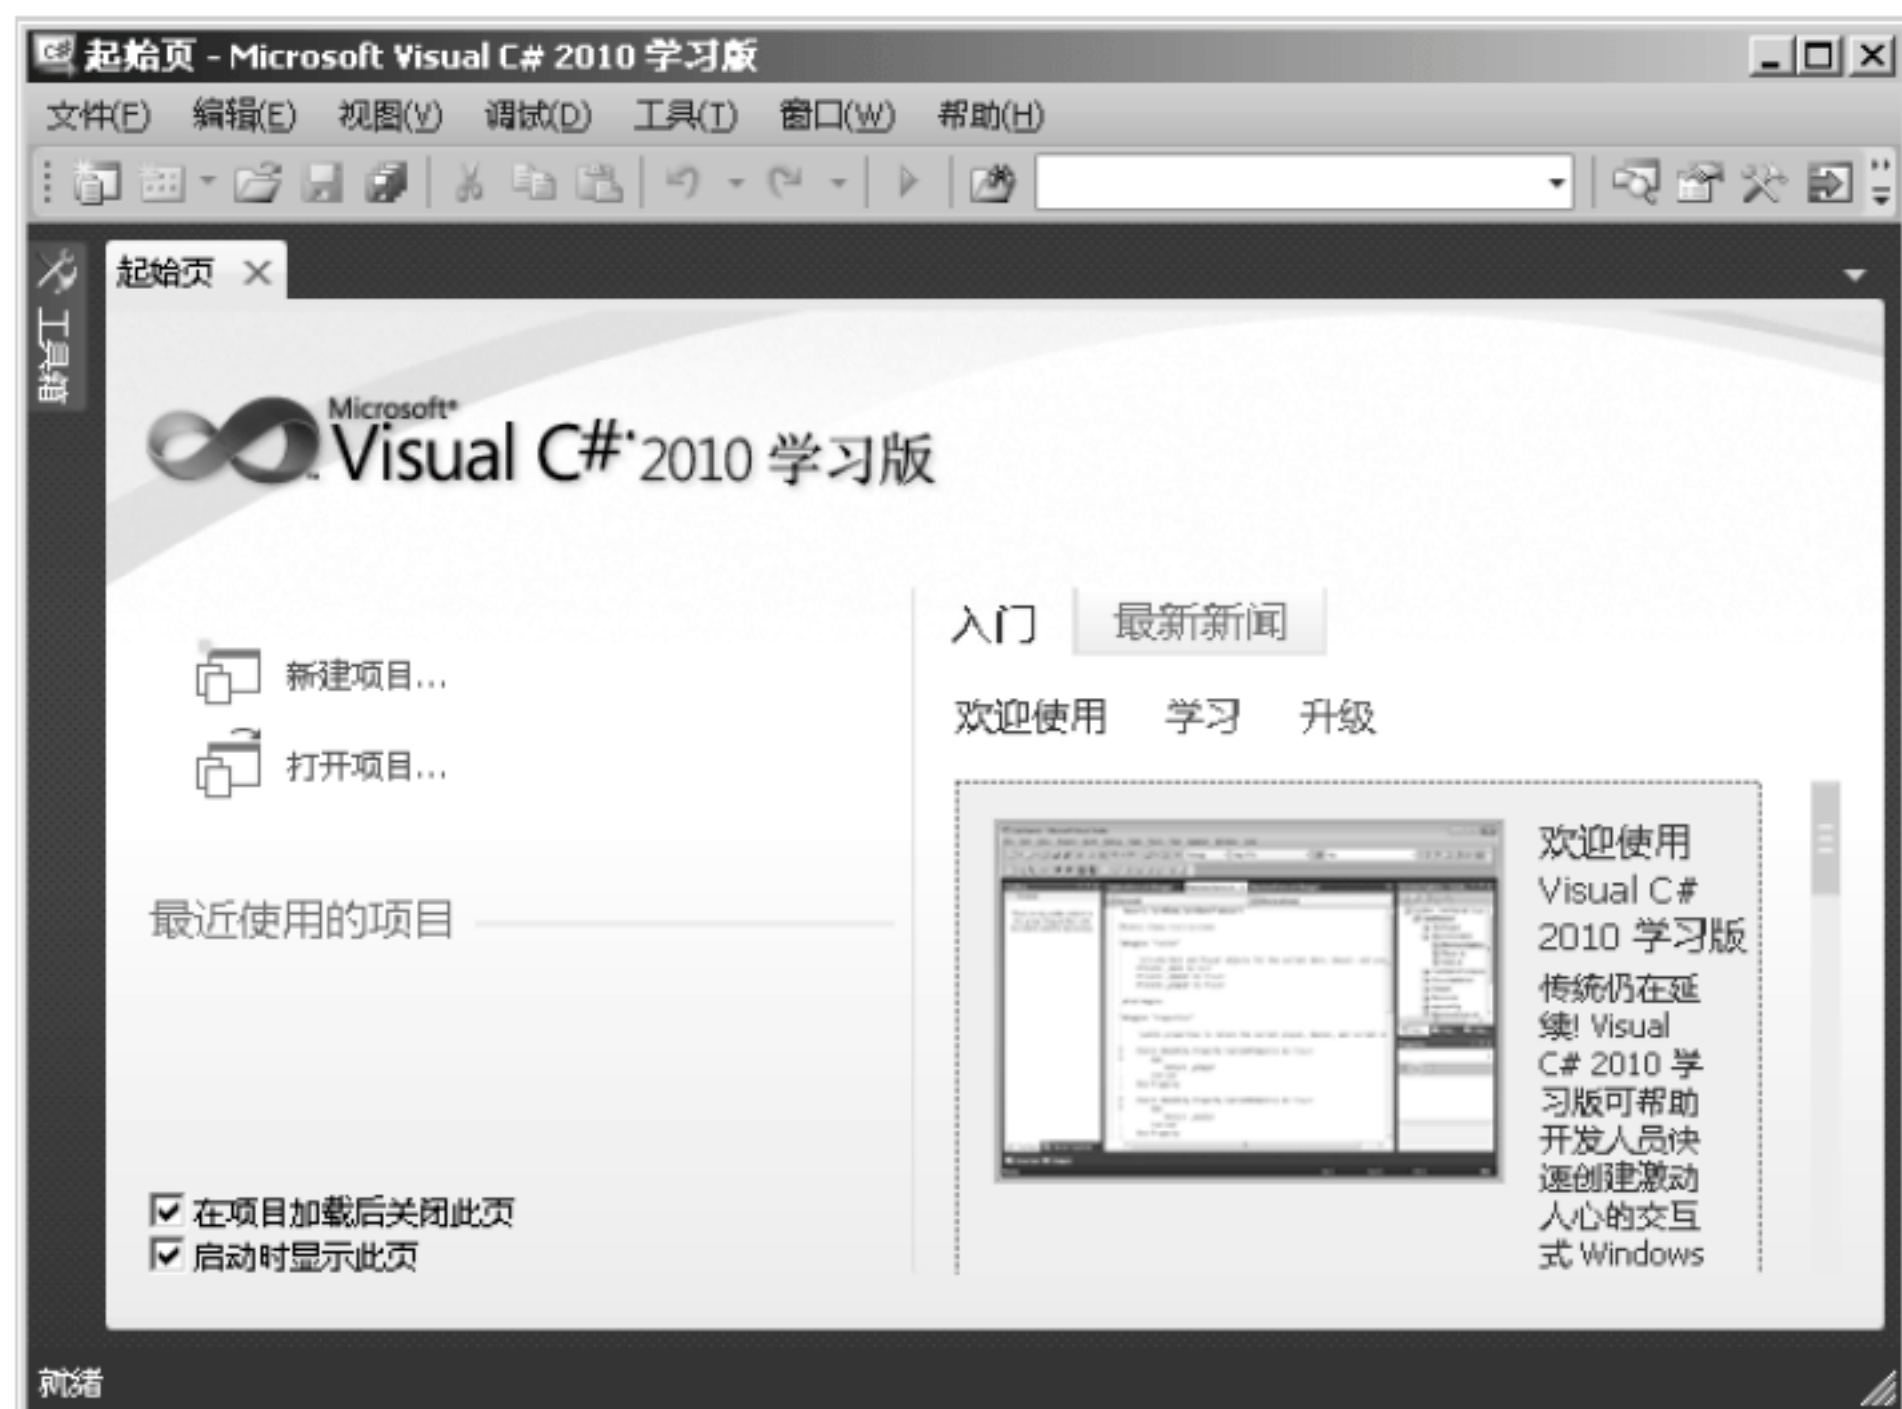 起始页 - Microsoft Visual C# 2010 学习版
文件(F) 编辑(E) 视图(V) 调试(D) 工具(T) 窗口(W) 帮助(H)
起始页
工具箱
Microsoft
Visual C# 2010 学习版
新建项目...
打开项目...
最近使用的项目
在项目加载后关闭此页
启动时显示此页
入门 最新新闻
欢迎使用 学习 升级
欢迎使用
Visual C#
2010 学习版
传统仍在延
续! Visual
C# 2010 学
习版可帮助
开发人员快
速创建激动
人心的交互
式 Windows
就绪